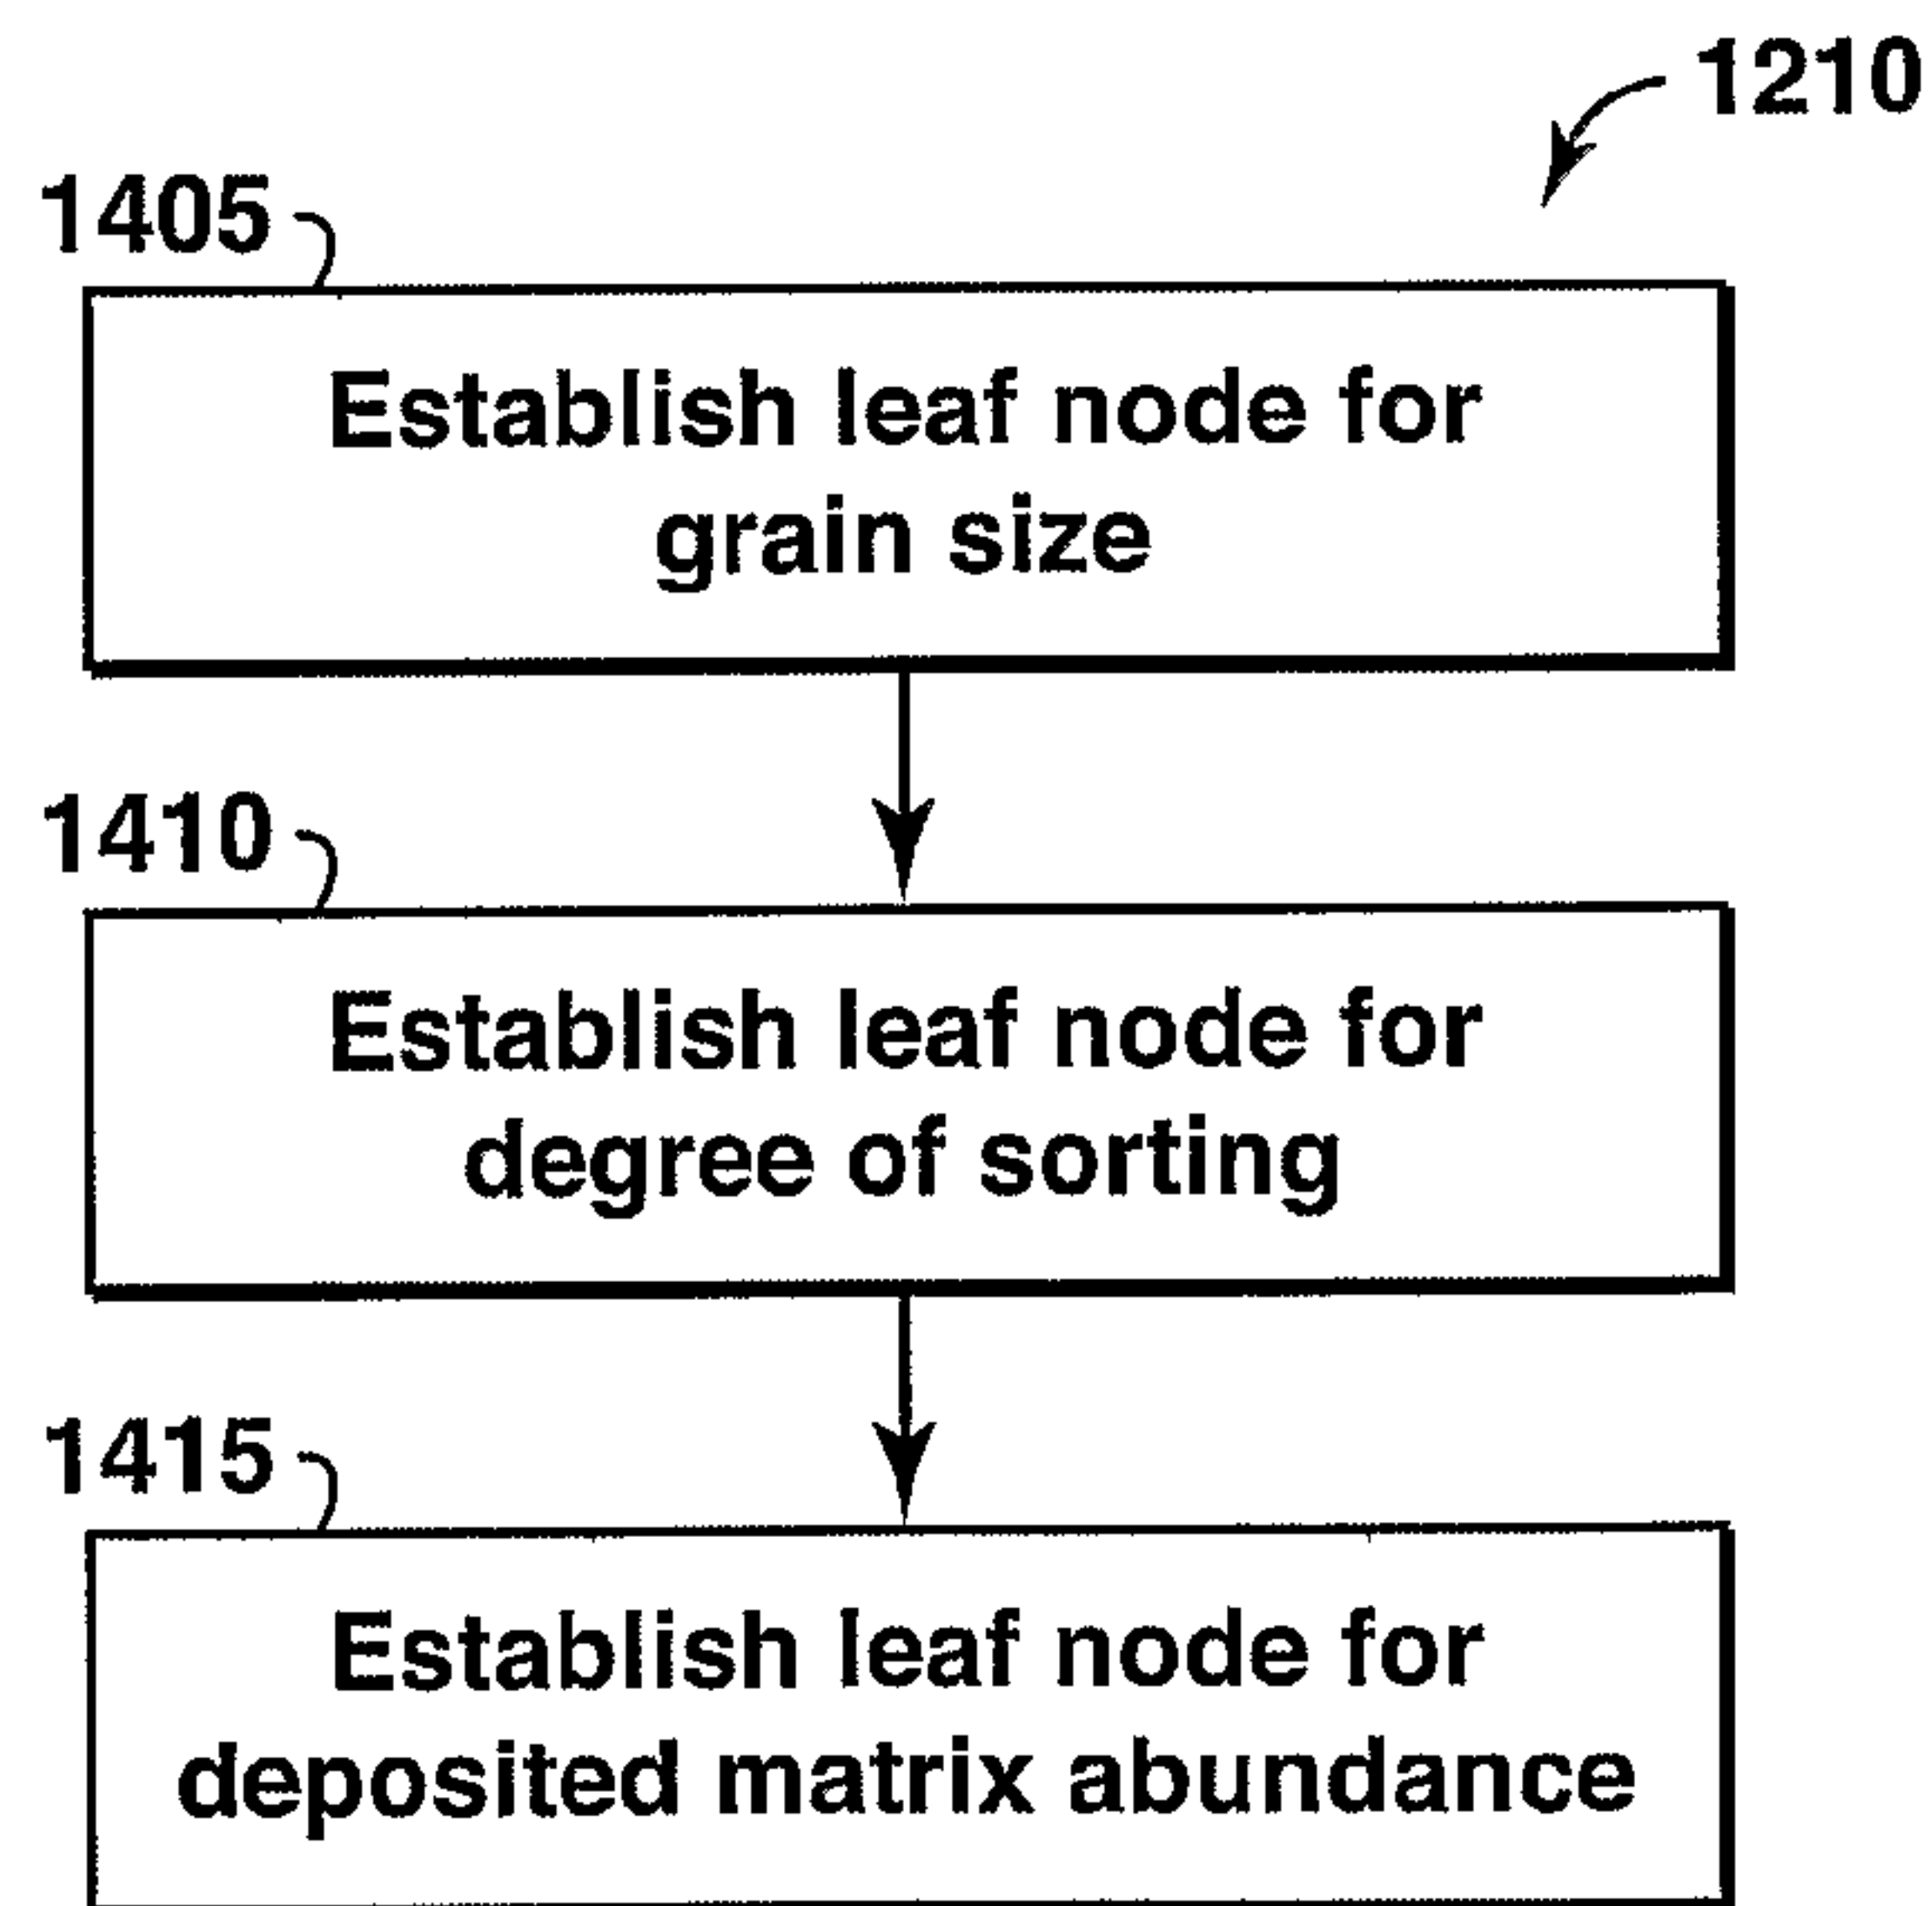 1210
1405
Establish leaf node for
grain size
1410
Establish leaf node for
degree of sorting
1415
Establish leaf node for
deposited matrix abundance